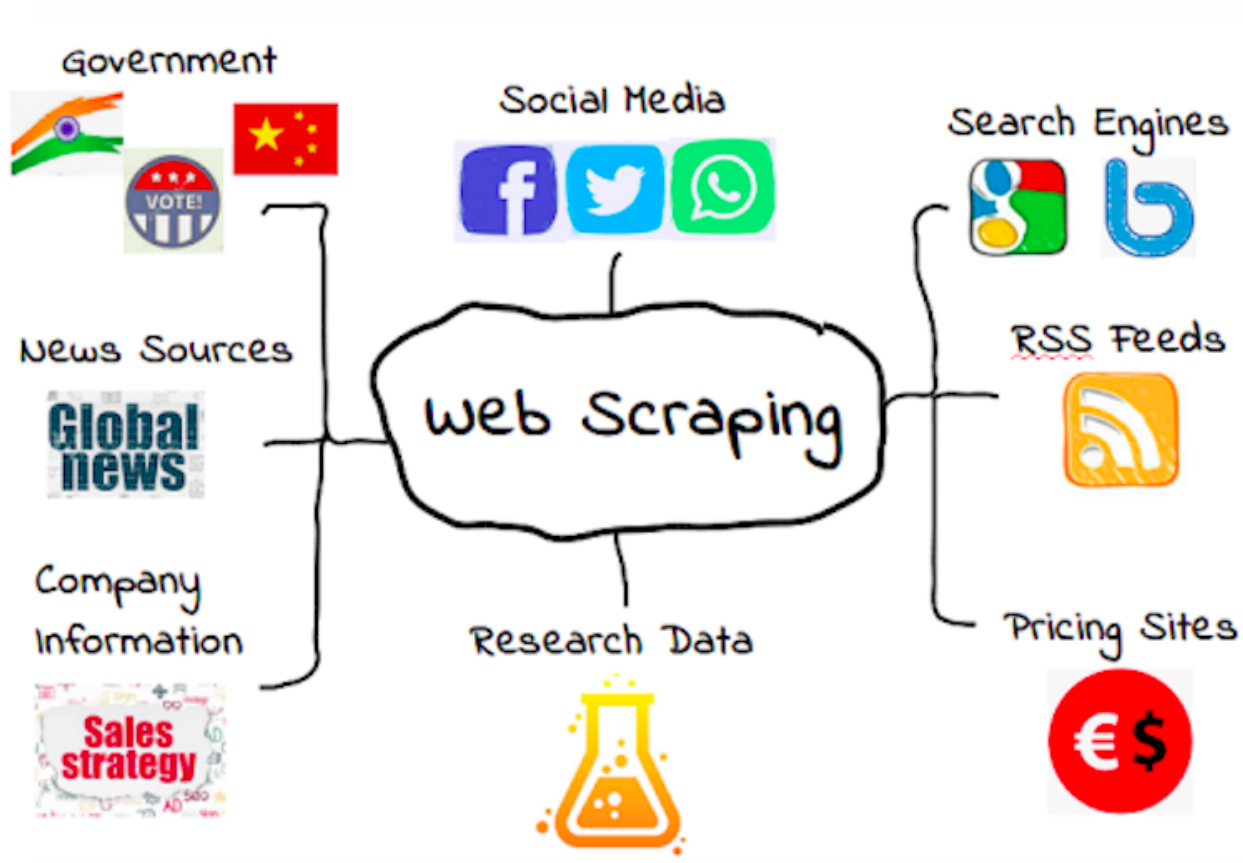 Government
VOTE!
Social Media
Search Engines
News Sources
Global
news
Web Scraping
RSS Feeds
Company
Information
Sales
strategy
AD
Research Data
Pricing Sites
€ $